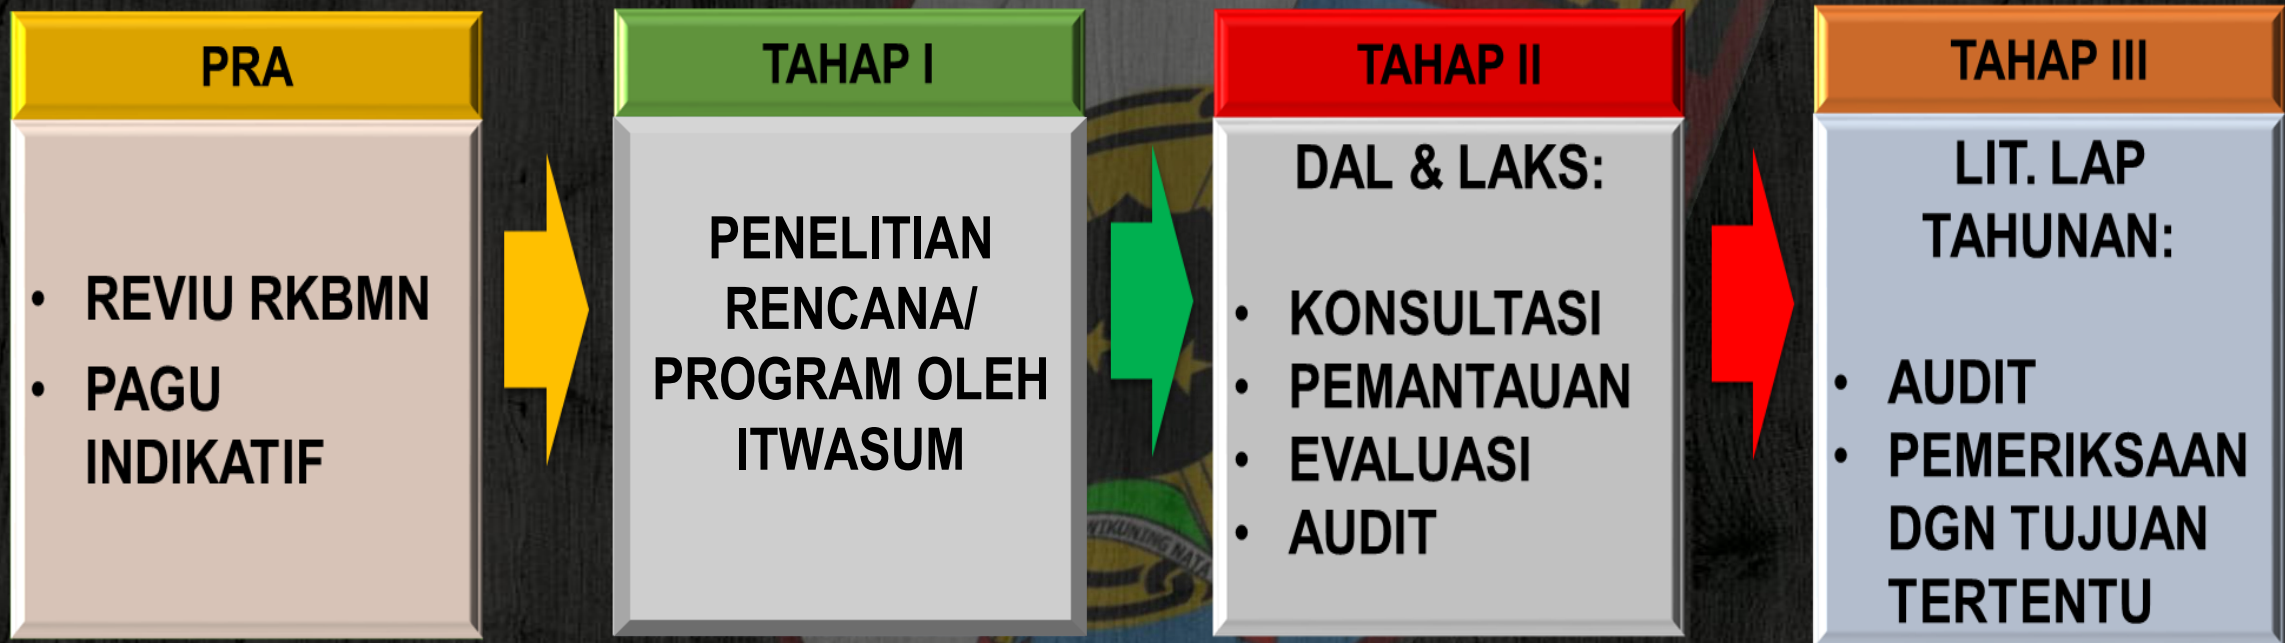 PRA
• REVIU RKBMN
• PAGU
INDIKATIF
TAHAP I
PENELITIAN
RENCANA/
PROGRAM OLEH
ITWASUM
TAHAP II
DAL & LAKS:
• KONSULTASI
• PEMANTAUAN
• EVALUASI
• AUDIT
TAHAP III
LIT. LAP
TAHUNAN:
• AUDIT
• PEMERIKSAAN
DGN TUJUAN
TERTENTU